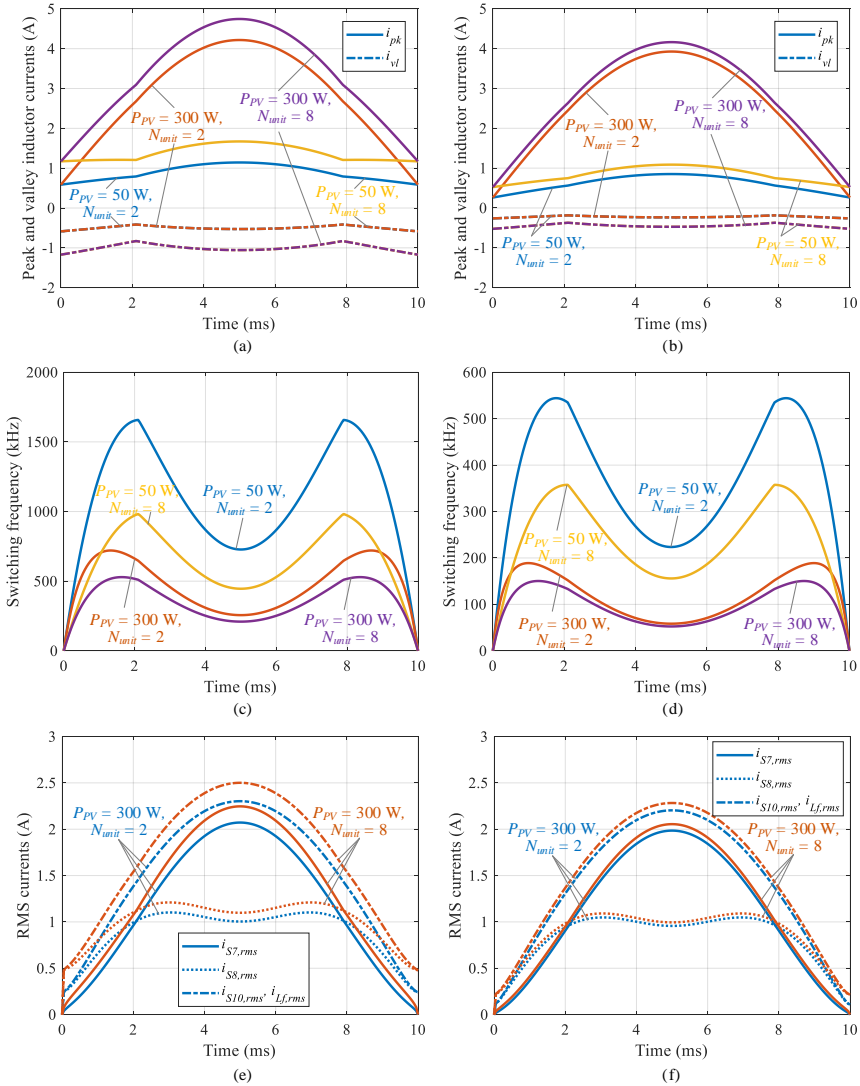 Peak and valley inductor currents (A)
5
4
3
2
1
0
-1
-2
i_pk
i_vl
P_PV = 300 W,
N_unit = 2
P_PV = 300 W,
N_unit = 8
P_PV = 50 W,
N_unit = 2
P_PV = 50 W
N_unit = 8
0 2 4 6 8 10
Time (ms)
(a)
Peak and valley inductor currents (A)
5
4
3
2
1
0
-1
-2
i_pk
i_vl
P_PV = 300 W,
N_unit = 2
P_PV = 300 W,
N_unit = 8
P_PV = 50 W,
N_unit = 2
P_PV = 50 W,
N_unit = 8
0 2 4 6 8 10
Time (ms)
(b)
Switching frequency (kHz)
2000
1500
1000
500
0
P_PV = 50 W,
N_unit = 8
P_PV = 50 W,
N_unit = 2
P_PV = 300 W,
N_unit = 2
P_PV = 300 W,
N_unit = 8
0 2 4 6 8 10
Time (ms)
(c)
Switching frequency (kHz)
600
500
400
300
200
100
0
P_PV = 50 W,
N_unit = 2
P_PV = 50 W,
N_unit = 8
P_PV = 300 W,
N_unit = 2
P_PV = 300 W,
N_unit = 8
0 2 4 6 8 10
Time (ms)
(d)
RMS currents (A)
3
2.5
2
1.5
1
0.5
0
P_PV = 300 W,
N_unit = 2
P_PV = 300 W,
N_unit = 8
i_S7,rms
i_S8,rms
i_S10,rms, i_Lf,rms
0 2 4 6 8 10
Time (ms)
(e)
RMS currents (A)
3
2.5
2
1.5
1
0.5
0
i_S7,rms
i_S8,rms
i_S10,rms, i_Lf,rms
P_PV = 300 W,
N_unit = 2
P_PV = 300 W,
N_unit = 8
0 2 4 6 8 10
Time (ms)
(f)